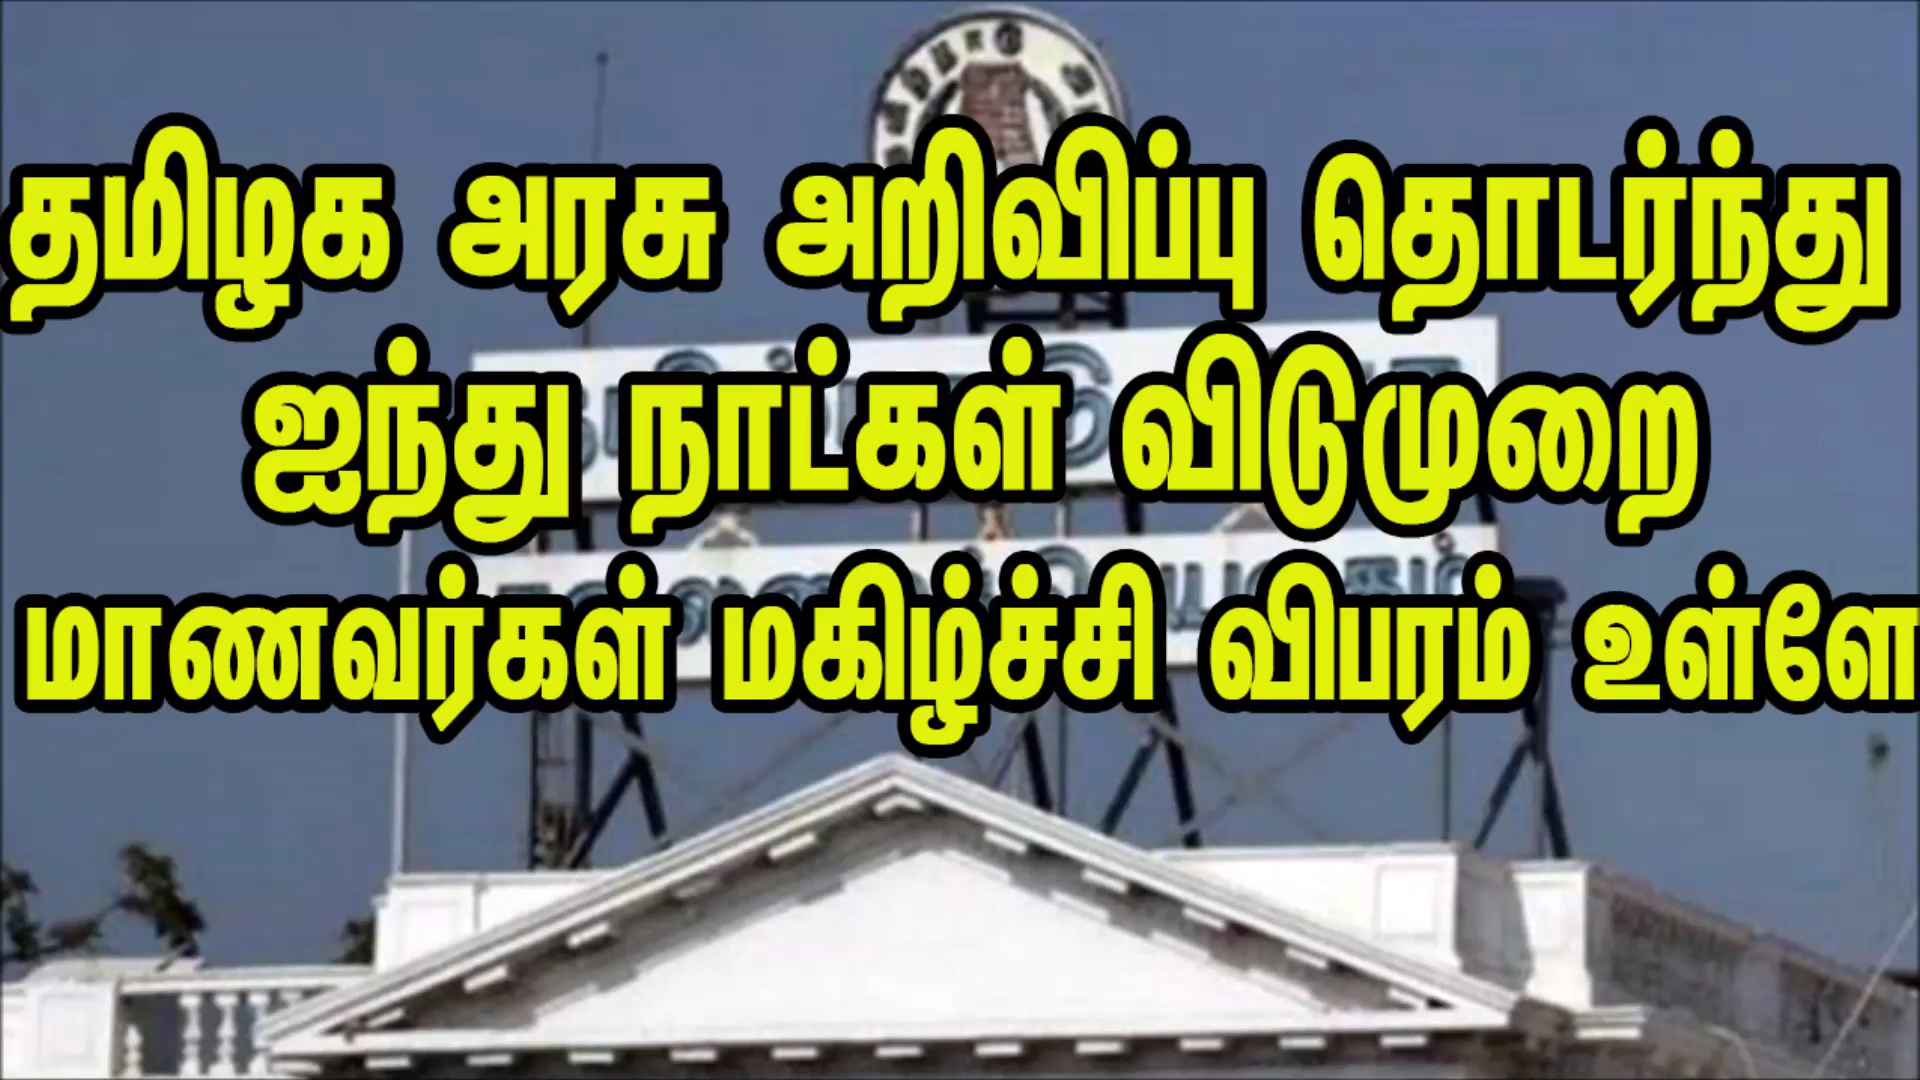 தமிழக அரசு அறிவிப்பு தொடர்ந்து
ஐந்து நாட்கள் விடுமுறை
மாணவர்கள் மகிழ்ச்சி விபரம் உள்ளே